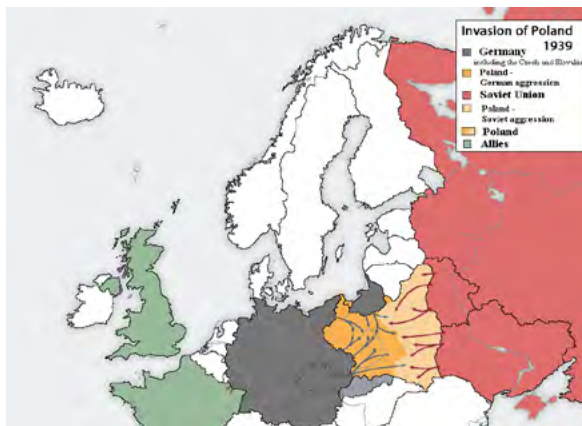 Invasion of Poland
1939
Germany
including the Czech and Slovakia
Poland -
German aggression
Soviet Union
Poland -
Soviet aggression
Poland
Allies